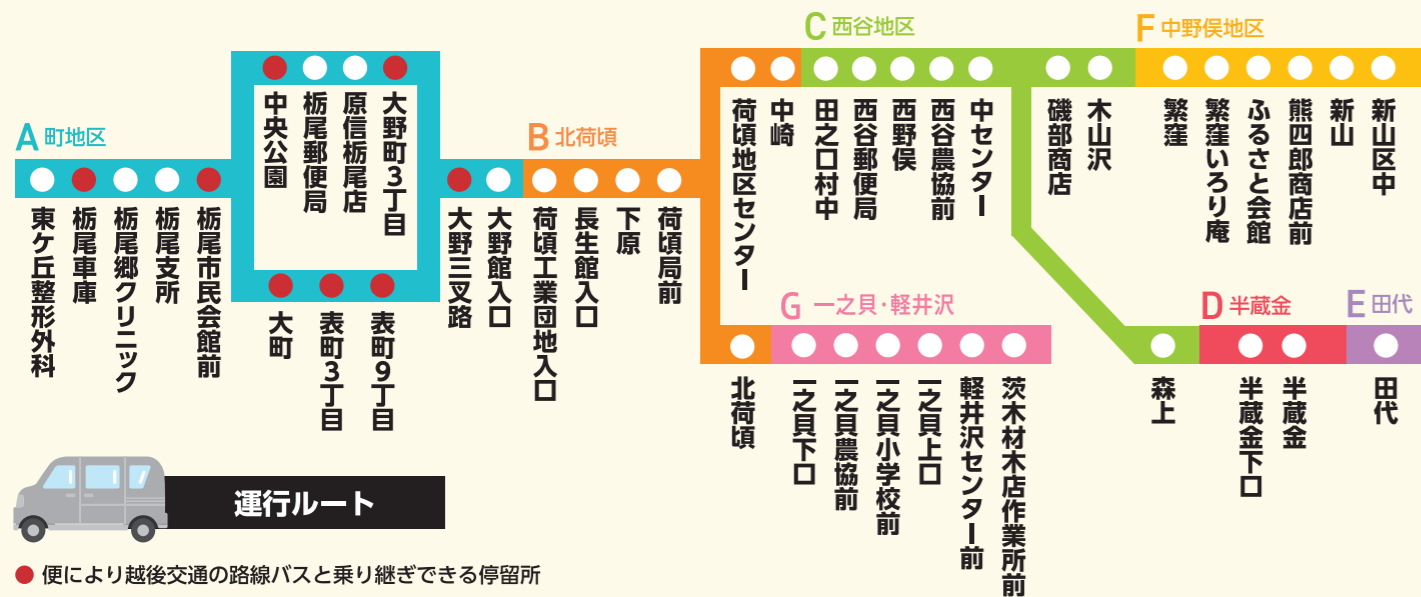 A 町地区
東ケ丘整形外科
栃尾車庫
栃尾郷クリニック
栃尾支所
栃尾市民会館前
中央公園
栃尾郵便局
原信栃尾店
大野町3丁目
大町
表町3丁目
表町9丁目
大野三叉路
大野館入口
B 北荷頃
荷頃工業団地入口
長生館入口
下原
荷頃局前
荷頃地区センター
中崎
北荷頃
C 西谷地区
田之口村中
西谷郵便局
西野俣
西谷農協前
中センター
磯部商店
木山沢
森上
F 中野俣地区
繁窪
繁窪いろり庵
ふるさと会館
熊四郎商店前
新山
新山区中
G 一之貝・軽井沢
一之貝下口
一之貝農協前
一之貝小学校前
一之貝上口
軽井沢センター前
茨木材木店作業所前
D 半蔵金
半蔵金下口
半蔵金
E 田代
田代
運行ルート
便により越後交通の路線バスと乗り継ぎできる停留所